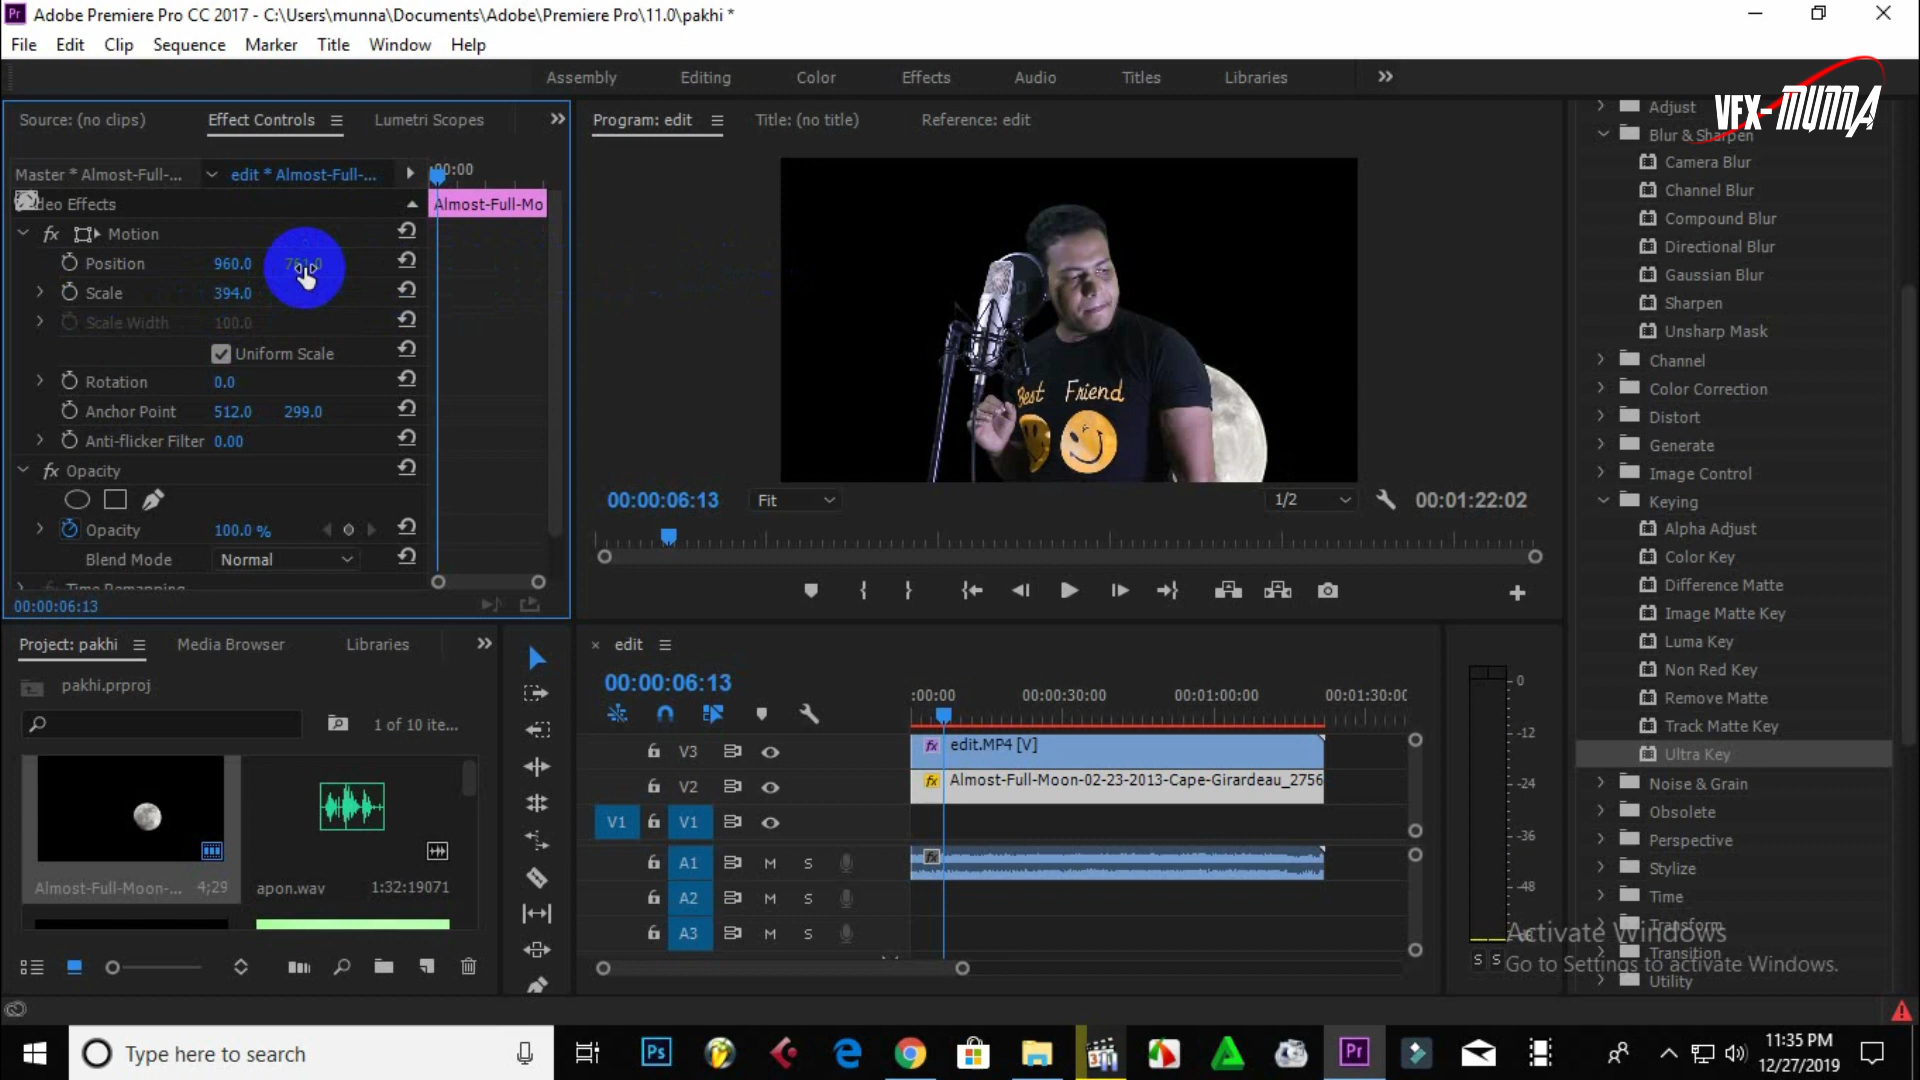 Adobe Premiere Pro CC 2017 - C:\Users\munna\Documents\Adobe\Premiere Pro\11.0\pakhi *
File Edit Clip Sequence Marker Title Window Help
Assembly Editing Color Effects Audio Titles Libraries
VFX-MUNNA
Source: (no clips) Effect Controls Lumetri Scopes
Master * Almost-Full-... edit * Almost-Full-...
:00:00
Almost-Full-Mo
fx Motion
Position 960.0
Scale 394.0
Scale Width 100.0
Uniform Scale
Rotation 0.0
Anchor Point 512.0 299.0
Anti-flicker Filter 0.00
fx Opacity
Opacity 100.0 %
Blend Mode Normal
Time Remapping
00:00:06:13
Program: edit Title: (no title) Reference: edit
Best Friend
00:00:06:13 Fit 1/2 00:01:22:02
Adjust
Blur & Sharpen
Camera Blur
Channel Blur
Compound Blur
Directional Blur
Gaussian Blur
Sharpen
Unsharp Mask
Channel
Color Correction
Distort
Generate
Image Control
Keying
Alpha Adjust
Color Key
Difference Matte
Image Matte Key
Luma Key
Non Red Key
Remove Matte
Track Matte Key
Ultra Key
Noise & Grain
Obsolete
Perspective
Stylize
Time
Transform
Transition
Utility
Project: pakhi Media Browser Libraries
pakhi.prproj
1 of 10 ite...
Almost-Full-Moon-... 4;29
apon.wav 1:32:19071
edit
00:00:06:13
:00:00 00:00:30:00 00:01:00:00 00:01:30:00
V3 fx edit.MP4 [V]
V2 fx Almost-Full-Moon-02-23-2013-Cape-Girardeau_2756
V1 V1
A1 M S fx
A2 M S
A3 M S
0
-12
-24
-36
-48
S S
Activate Windows
Go to Settings to activate Windows.
Type here to search
Ps
Pr
11:35 PM
12/27/2019